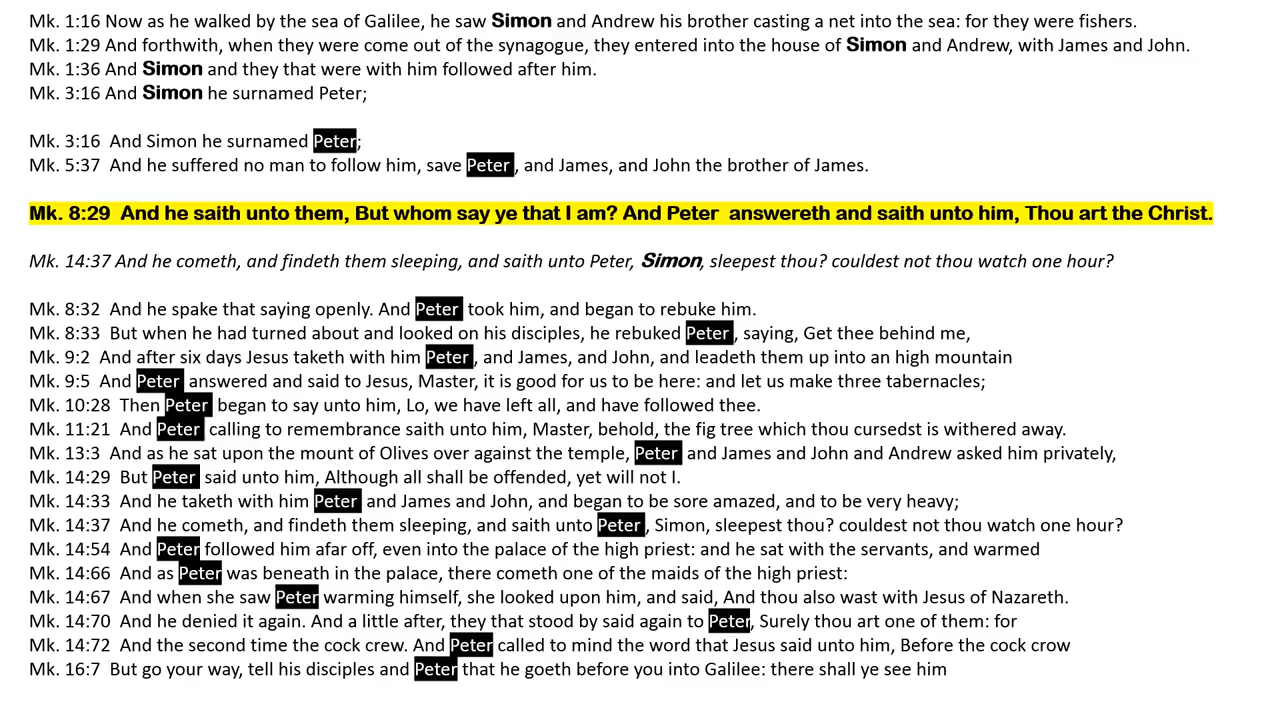 Mk. 1:16 Now as he walked by the sea of Galilee, he saw Simon and Andrew his brother casting a net into the sea: for they were fishers.
Mk. 1:29 And forthwith, when they were come out of the synagogue, they entered into the house of Simon and Andrew, with James and John.
Mk. 1:36 And Simon and they that were with him followed after him.
Mk. 3:16 And Simon he surnamed Peter;
Mk. 3:16 And Simon he surnamed Peter;
Mk. 5:37 And he suffered no man to follow him, save Peter , and James, and John the brother of James.
Mk. 8:29 And he saith unto them, But whom say ye that I am? And Peter answereth and saith unto him, Thou art the Christ.
Mk. 14:37 And he cometh, and findeth them sleeping, and saith unto Peter, Simon, sleepest thou? couldest not thou watch one hour?
Mk. 8:32 And he spake that saying openly. And Peter took him, and began to rebuke him.
Mk. 8:33 But when he had turned about and looked on his disciples, he rebuked Peter , saying, Get thee behind me,
Mk. 9:2 And after six days Jesus taketh with him Peter , and James, and John, and leadeth them up into an high mountain
Mk. 9:5 And Peter answered and said to Jesus, Master, it is good for us to be here: and let us make three tabernacles;
Mk. 10:28 Then Peter began to say unto him, Lo, we have left all, and have followed thee.
Mk. 11:21 And Peter calling to remembrance saith unto him, Master, behold, the fig tree which thou cursedst is withered away.
Mk. 13:3 And as he sat upon the mount of Olives over against the temple, Peter and James and John and Andrew asked him privately,
Mk. 14:29 But Peter said unto him, Although all shall be offended, yet will not I.
Mk. 14:33 And he taketh with him Peter and James and John, and began to be sore amazed, and to be very heavy;
Mk. 14:37 And he cometh, and findeth them sleeping, and saith unto Peter , Simon, sleepest thou? couldest not thou watch one hour?
Mk. 14:54 And Peter followed him afar off, even into the palace of the high priest: and he sat with the servants, and warmed
Mk. 14:66 And as Peter was beneath in the palace, there cometh one of the maids of the high priest:
Mk. 14:67 And when she saw Peter warming himself, she looked upon him, and said, And thou also wast with Jesus of Nazareth.
Mk. 14:70 And he denied it again. And a little after, they that stood by said again to Peter, Surely thou art one of them: for
Mk. 14:72 And the second time the cock crew. And Peter called to mind the word that Jesus said unto him, Before the cock crow
Mk. 16:7 But go your way, tell his disciples and Peter that he goeth before you into Galilee: there shall ye see him